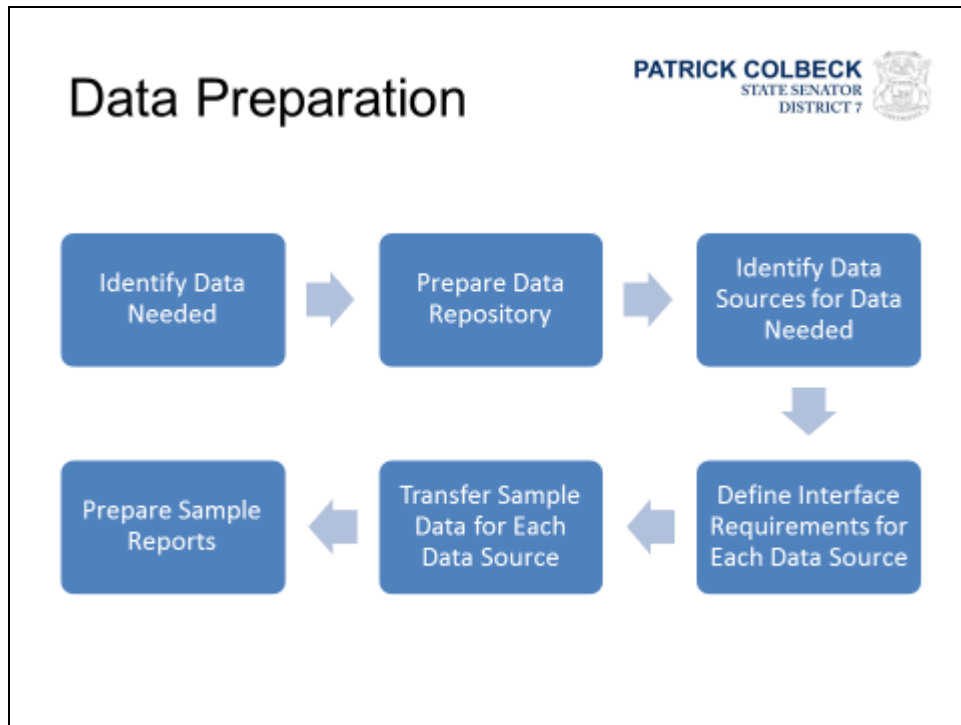 Data Preparation
PATRICK COLBECK
STATE SENATOR
DISTRICT 7
Identify Data
Needed
Prepare Data
Repository
Identify Data
Sources for Data
Needed
Define Interface
Requirements for
Each Data Source
Transfer Sample
Data for Each
Data Source
Prepare Sample
Reports